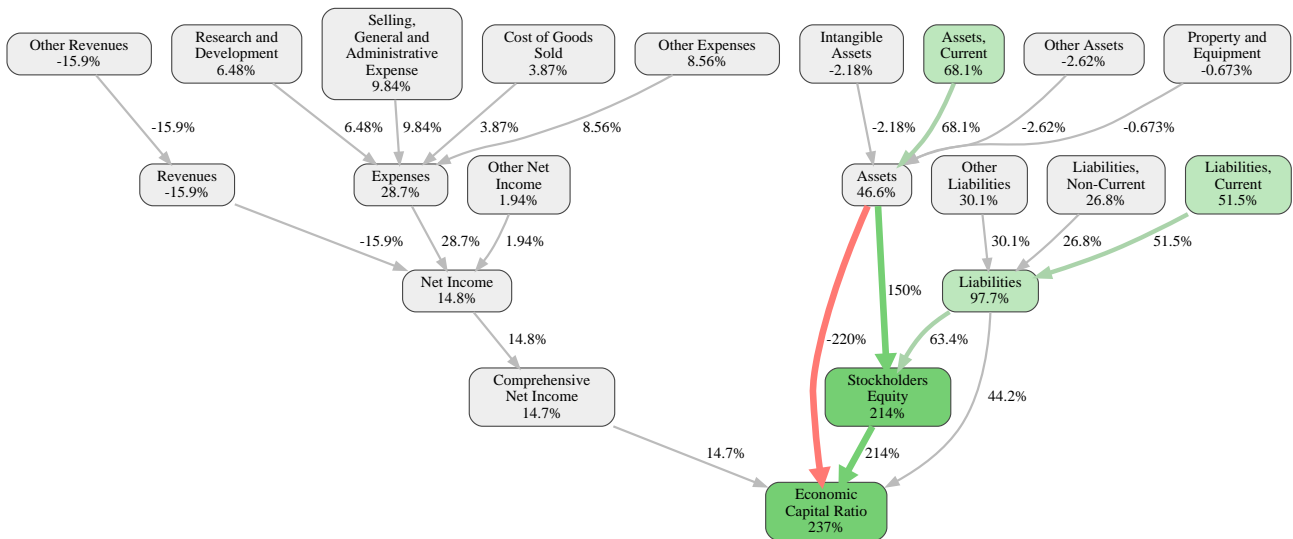 Other Revenues
-15.9%
Research and
Development
6.48%
Selling,
General and
Administrative
Expense
9.84%
Cost of Goods
Sold
3.87%
Other Expenses
8.56%
Intangible
Assets
-2.18%
Assets,
Current
68.1%
Other Assets
-2.62%
Property and
Equipment
-0.673%
-15.9%
6.48%
9.84%
3.87%
8.56%
-2.18%
68.1%
-2.62%
-0.673%
Revenues
-15.9%
Expenses
28.7%
Other Net
Income
1.94%
Assets
46.6%
Other
Liabilities
30.1%
Liabilities,
Non-Current
26.8%
Liabilities,
Current
51.5%
-15.9%
28.7%
1.94%
30.1%
26.8%
51.5%
Net Income
14.8%
150%
Liabilities
97.7%
14.8%
-220%
63.4%
Comprehensive
Net Income
14.7%
Stockholders
Equity
214%
44.2%
14.7%
214%
Economic
Capital Ratio
237%